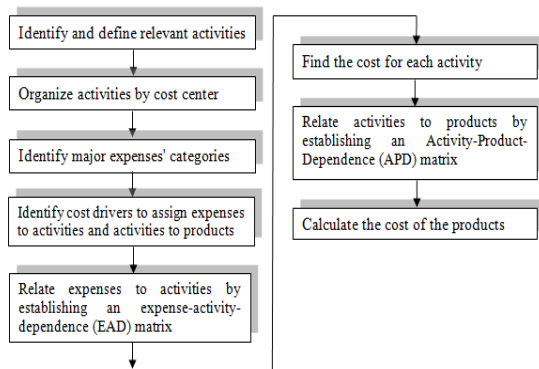 Identify and define relevant activities
Organize activities by cost center
Identify major expenses' categories
Identify cost drivers to assign expenses
to activities and activities to products
Relate expenses to activities by
establishing an expense-activity-
dependence (EAD) matrix
Find the cost for each activity
Relate activities to products by
establishing an Activity-Product-
Dependence (APD) matrix
Calculate the cost of the products